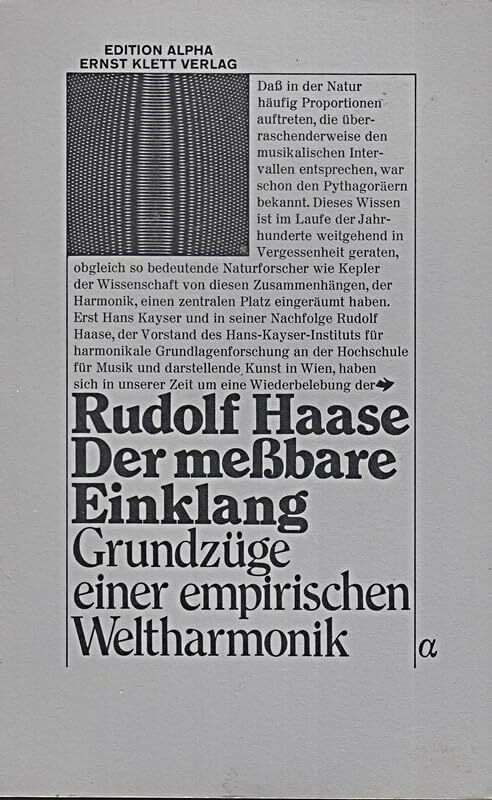 EDITION ALPHA
ERNST KLETT VERLAG
Daß in der Natur
häufig Proportionen
auftreten, die über-
raschenderweise den
musikalischen Inter-
vallen entsprechen, war
schon den Pythagoräern
bekannt. Dieses Wissen
ist im Laufe der Jahr-
hunderte weitgehend in
Vergessenheit geraten,
obgleich so bedeutende Naturforscher wie Kepler
der Wissenschaft von diesen Zusammenhängen, der
Harmonik, einen zentralen Platz eingeräumt haben.
Erst Hans Kayser und in seiner Nachfolge Rudolf
Haase, der Vorstand des Hans-Kayser-Instituts für
harmonikale Grundlagenforschung an der Hochschule
für Musik und darstellende Kunst in Wien, haben
sich in unserer Zeit um eine Wiederbelebung der
Rudolf Haase
Der meßbare
Einklang
Grundzüge
einer empirischen
Weltharmonik
α